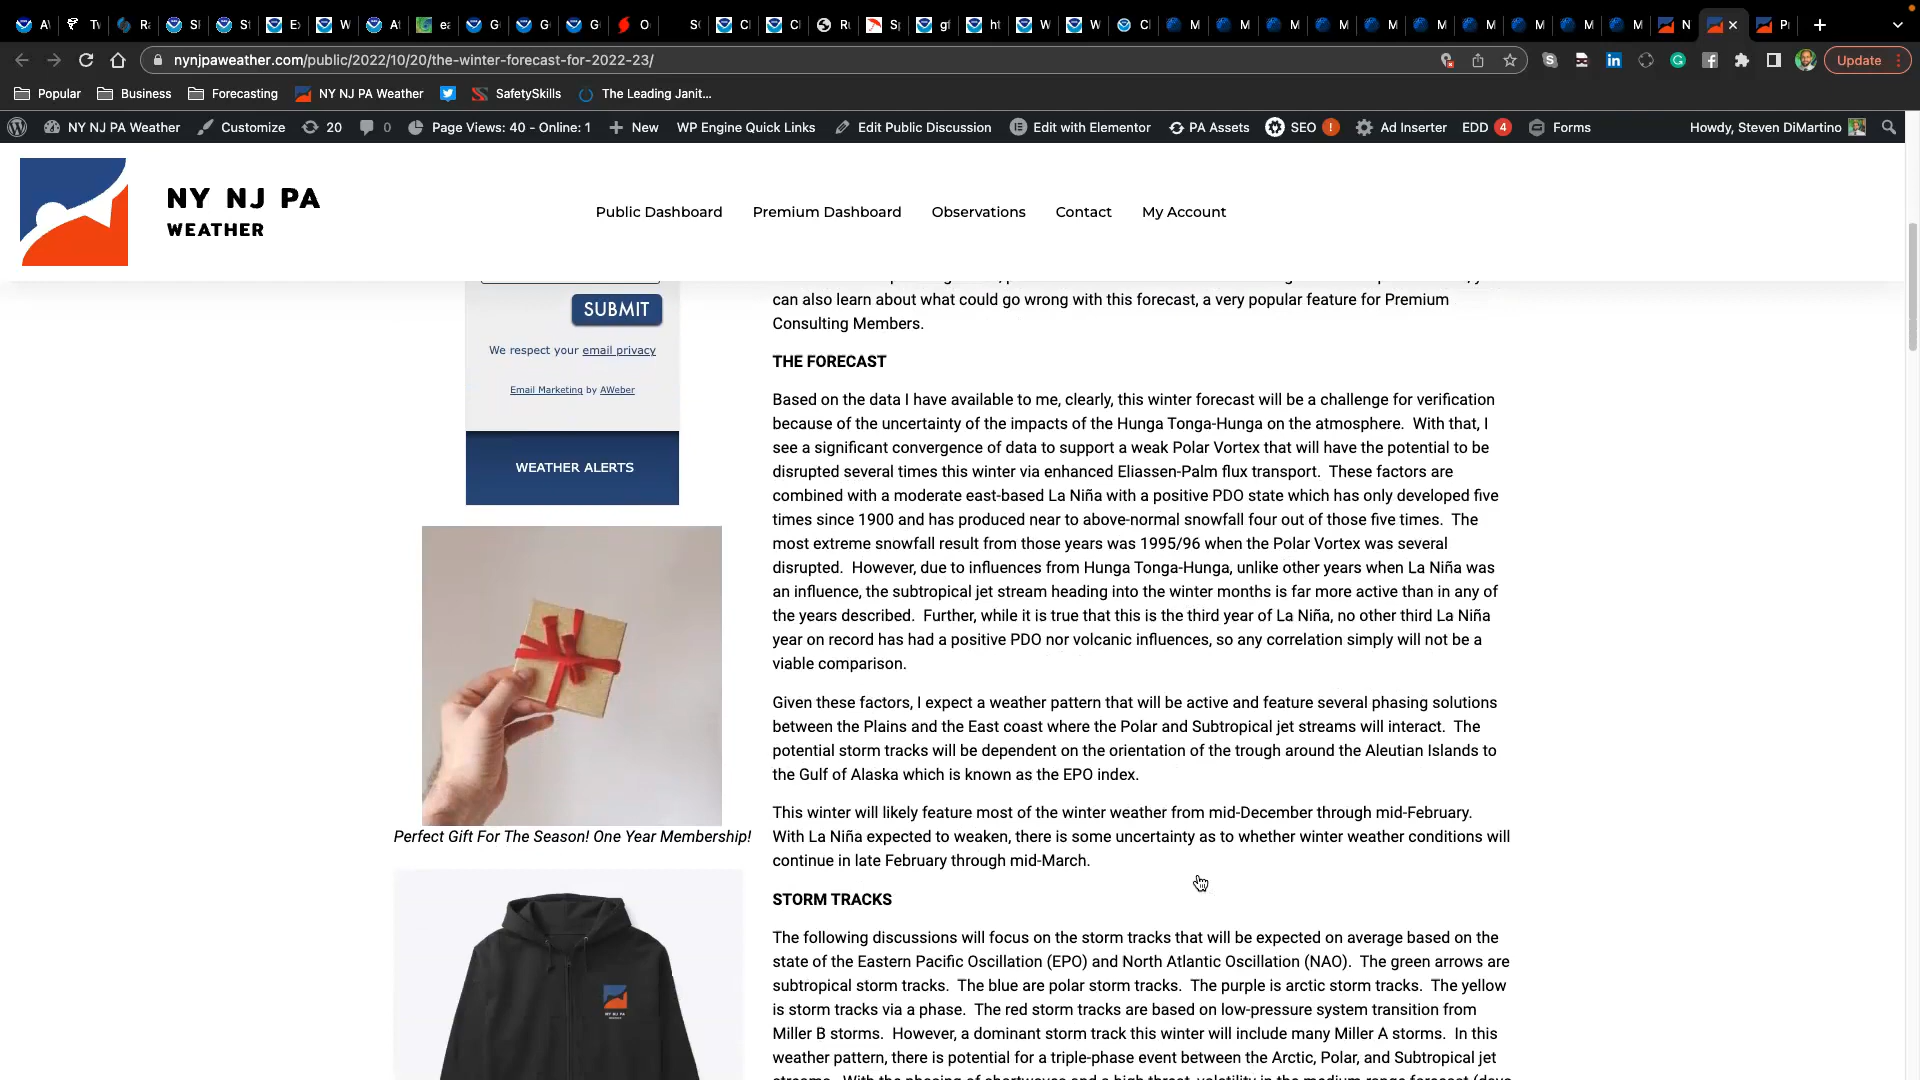 nynjpaweather.com/public/2022/10/20/the-winter-forecast-for-2022-23/
Update
Popular Business Forecasting NY NJ PA Weather SafetySkills The Leading Janit...
NY NJ PA Weather Customize 20 0 Page Views: 40 - Online: 1 New WP Engine Quick Links Edit Public Discussion Edit with Elementor PA Assets SEO ! Ad Inserter EDD 4 Forms Howdy, Steven DiMartino
NY NJ PA
WEATHER
Public Dashboard Premium Dashboard Observations Contact My Account
SUBMIT
We respect your email privacy
Email Marketing by AWeber
WEATHER ALERTS
Perfect Gift For The Season! One Year Membership!
NY NJ PA
can also learn about what could go wrong with this forecast, a very popular feature for Premium
Consulting Members.
THE FORECAST
Based on the data I have available to me, clearly, this winter forecast will be a challenge for verification
because of the uncertainty of the impacts of the Hunga Tonga-Hunga on the atmosphere. With that, I
see a significant convergence of data to support a weak Polar Vortex that will have the potential to be
disrupted several times this winter via enhanced Eliassen-Palm flux transport. These factors are
combined with a moderate east-based La Niña with a positive PDO state which has only developed five
times since 1900 and has produced near to above-normal snowfall four out of those five times. The
most extreme snowfall result from those years was 1995/96 when the Polar Vortex was several
disrupted. However, due to influences from Hunga Tonga-Hunga, unlike other years when La Niña was
an influence, the subtropical jet stream heading into the winter months is far more active than in any of
the years described. Further, while it is true that this is the third year of La Niña, no other third La Niña
year on record has had a positive PDO nor volcanic influences, so any correlation simply will not be a
viable comparison.
Given these factors, I expect a weather pattern that will be active and feature several phasing solutions
between the Plains and the East coast where the Polar and Subtropical jet streams will interact. The
potential storm tracks will be dependent on the orientation of the trough around the Aleutian Islands to
the Gulf of Alaska which is known as the EPO index.
This winter will likely feature most of the winter weather from mid-December through mid-February.
With La Niña expected to weaken, there is some uncertainty as to whether winter weather conditions will
continue in late February through mid-March.
STORM TRACKS
The following discussions will focus on the storm tracks that will be expected on average based on the
state of the Eastern Pacific Oscillation (EPO) and North Atlantic Oscillation (NAO). The green arrows are
subtropical storm tracks. The blue are polar storm tracks. The purple is arctic storm tracks. The yellow
is storm tracks via a phase. The red storm tracks are based on low-pressure system transition from
Miller B storms. However, a dominant storm track this winter will include many Miller A storms. In this
weather pattern, there is potential for a triple-phase event between the Arctic, Polar, and Subtropical jet